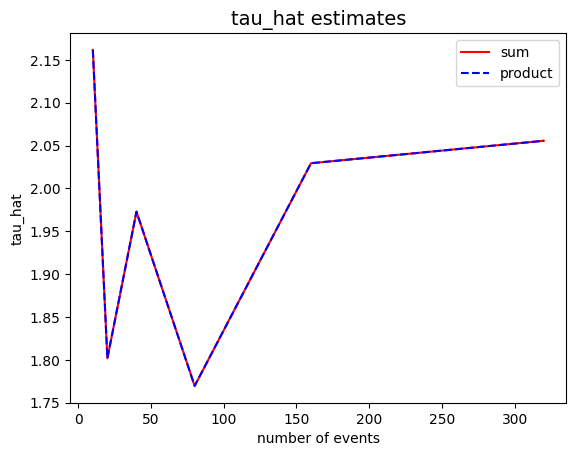 tau_hat estimates
sum
product
2.15
2.10
2.05
2.00
1.95
1.90
1.85
1.80
1.75
tau_hat
0 50 100 150 200 250 300
number of events